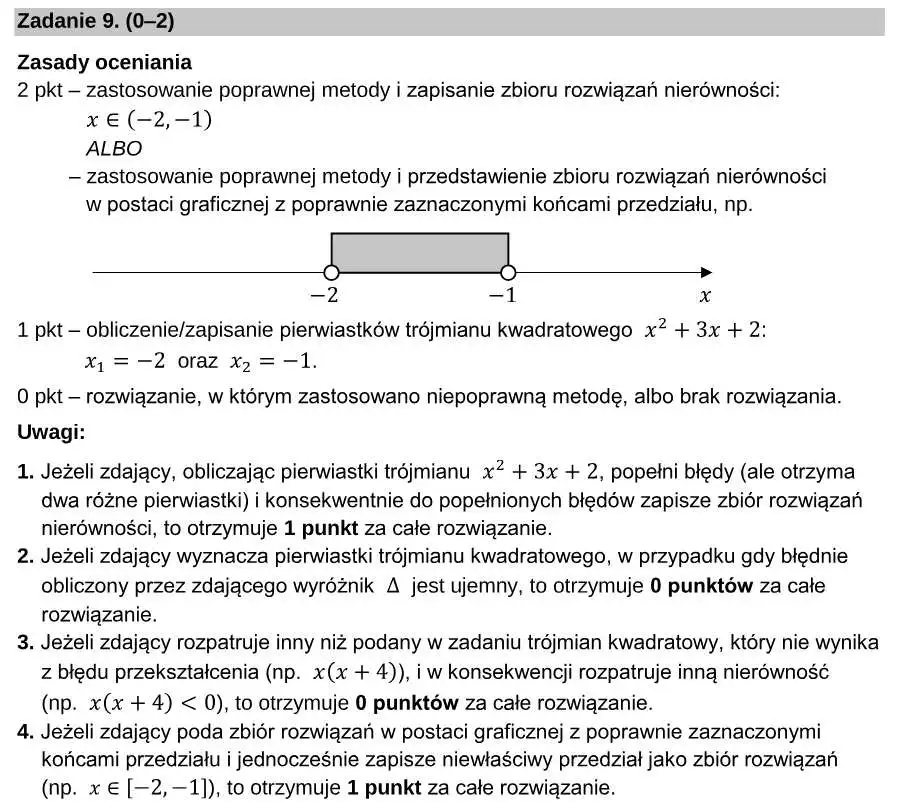 Zadanie 9. (0–2)
Zasady oceniania
2 pkt – zastosowanie poprawnej metody i zapisanie zbioru rozwiązań nierówności:
x ∈ (−2, −1)
ALBO
– zastosowanie poprawnej metody i przedstawienie zbioru rozwiązań nierówności
w postaci graficznej z poprawnie zaznaczonymi końcami przedziału, np.
−2 −1 x
1 pkt – obliczenie/zapisanie pierwiastków trójmianu kwadratowego x² + 3x + 2:
x₁ = −2 oraz x₂ = −1.
0 pkt – rozwiązanie, w którym zastosowano niepoprawną metodę, albo brak rozwiązania.
Uwagi:
1. Jeżeli zdający, obliczając pierwiastki trójmianu x² + 3x + 2, popełni błędy (ale otrzyma
dwa różne pierwiastki) i konsekwentnie do popełnionych błędów zapisze zbiór rozwiązań
nierówności, to otrzymuje 1 punkt za całe rozwiązanie.
2. Jeżeli zdający wyznacza pierwiastki trójmianu kwadratowego, w przypadku gdy błędnie
obliczony przez zdającego wyróżnik Δ jest ujemny, to otrzymuje 0 punktów za całe
rozwiązanie.
3. Jeżeli zdający rozpatruje inny niż podany w zadaniu trójmian kwadratowy, który nie wynika
z błędu przekształcenia (np. x(x + 4)), i w konsekwencji rozpatruje inną nierówność
(np. x(x + 4) < 0), to otrzymuje 0 punktów za całe rozwiązanie.
4. Jeżeli zdający poda zbiór rozwiązań w postaci graficznej z poprawnie zaznaczonymi
końcami przedziału i jednocześnie zapisze niewłaściwy przedział jako zbiór rozwiązań
(np. x ∈ [−2, −1]), to otrzymuje 1 punkt za całe rozwiązanie.